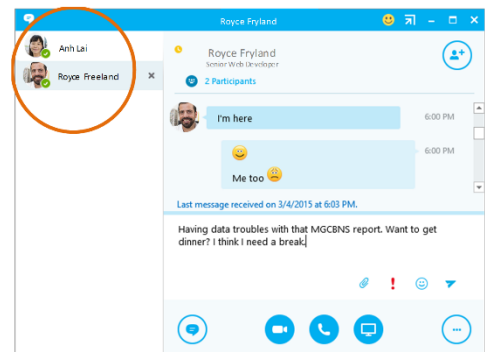 Royce Fryland
Anh Lai
Royce Freeland
Royce Fryland
Senior Web Developer
2 Participants
I'm here
6:00 PM
6:00 PM
Me too
Last message received on 3/4/2015 at 6:03 PM.
Having data troubles with that MGCBNS report. Want to get
dinner? I think I need a break.